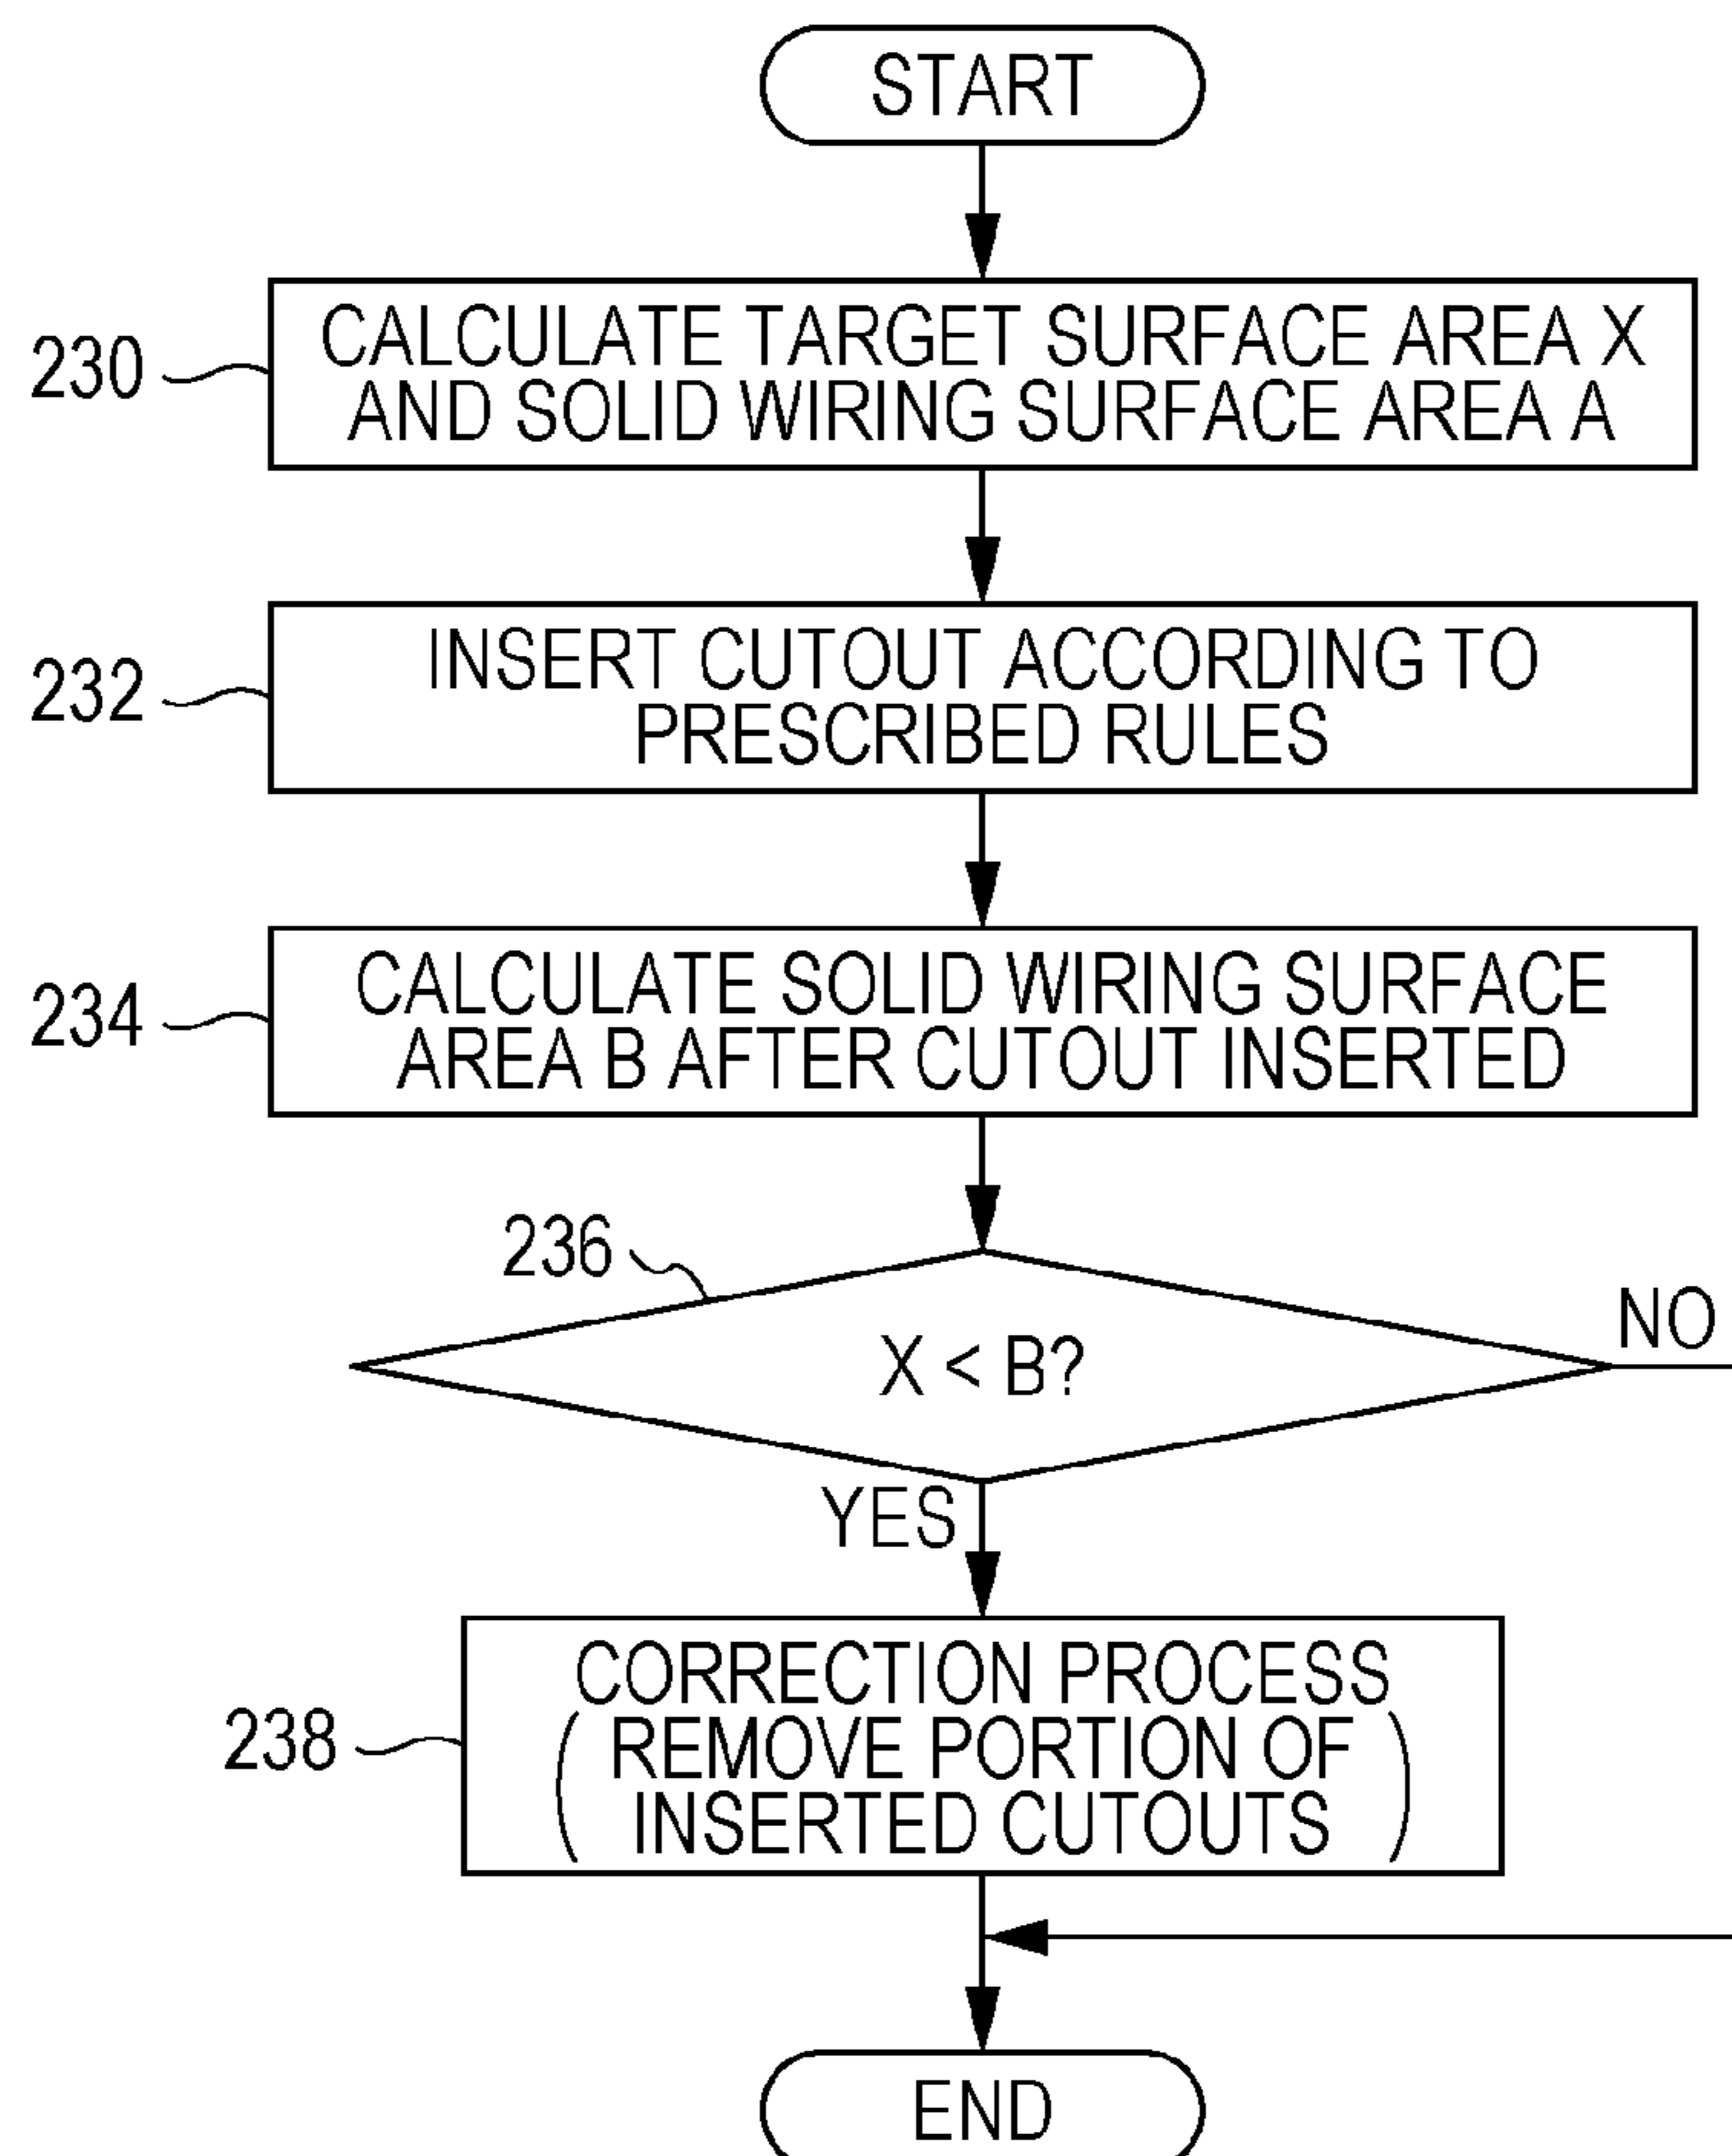 START
230
CALCULATE TARGET SURFACE AREA X
AND SOLID WIRING SURFACE AREA A
232
INSERT CUTOUT ACCORDING TO
PRESCRIBED RULES
234
CALCULATE SOLID WIRING SURFACE
AREA B AFTER CUTOUT INSERTED
236
X < B?
NO
YES
238
CORRECTION PROCESS
( REMOVE PORTION OF
INSERTED CUTOUTS )
END